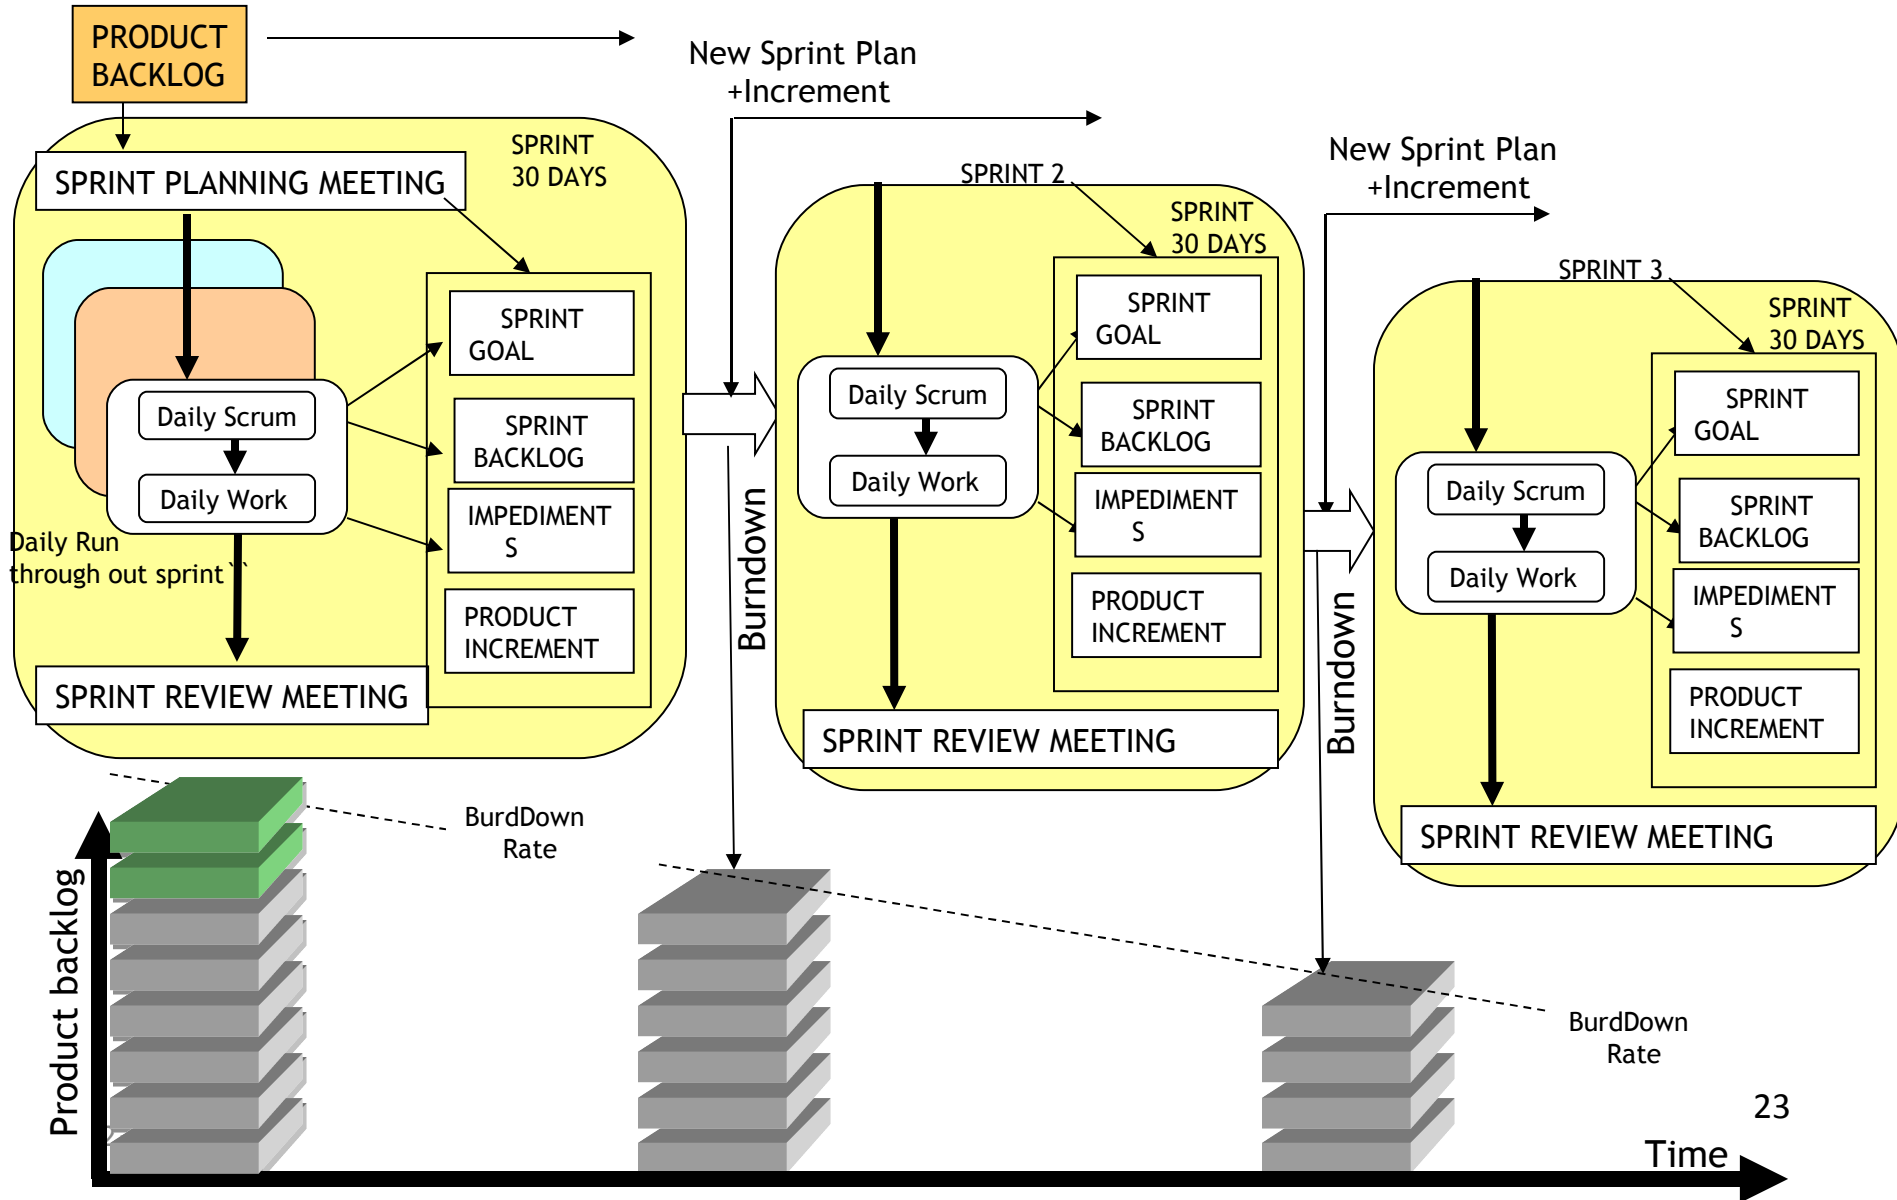 PRODUCT
BACKLOG
New Sprint Plan
+Increment
SPRINT
30 DAYS
SPRINT PLANNING MEETING
SPRINT
GOAL
Daily Scrum
SPRINT
BACKLOG
Daily Work
IMPEDIMENT
S
Daily Run
through out sprint``
PRODUCT
INCREMENT
SPRINT REVIEW MEETING
Burndown
SPRINT 2
SPRINT
30 DAYS
SPRINT
GOAL
Daily Scrum
SPRINT
BACKLOG
Daily Work
IMPEDIMENT
S
PRODUCT
INCREMENT
SPRINT REVIEW MEETING
New Sprint Plan
+Increment
Burndown
SPRINT 3
SPRINT
30 DAYS
SPRINT
GOAL
Daily Scrum
SPRINT
BACKLOG
Daily Work
IMPEDIMENT
S
PRODUCT
INCREMENT
SPRINT REVIEW MEETING
BurdDown
Rate
Product backlog
BurdDown
Rate
23
Time